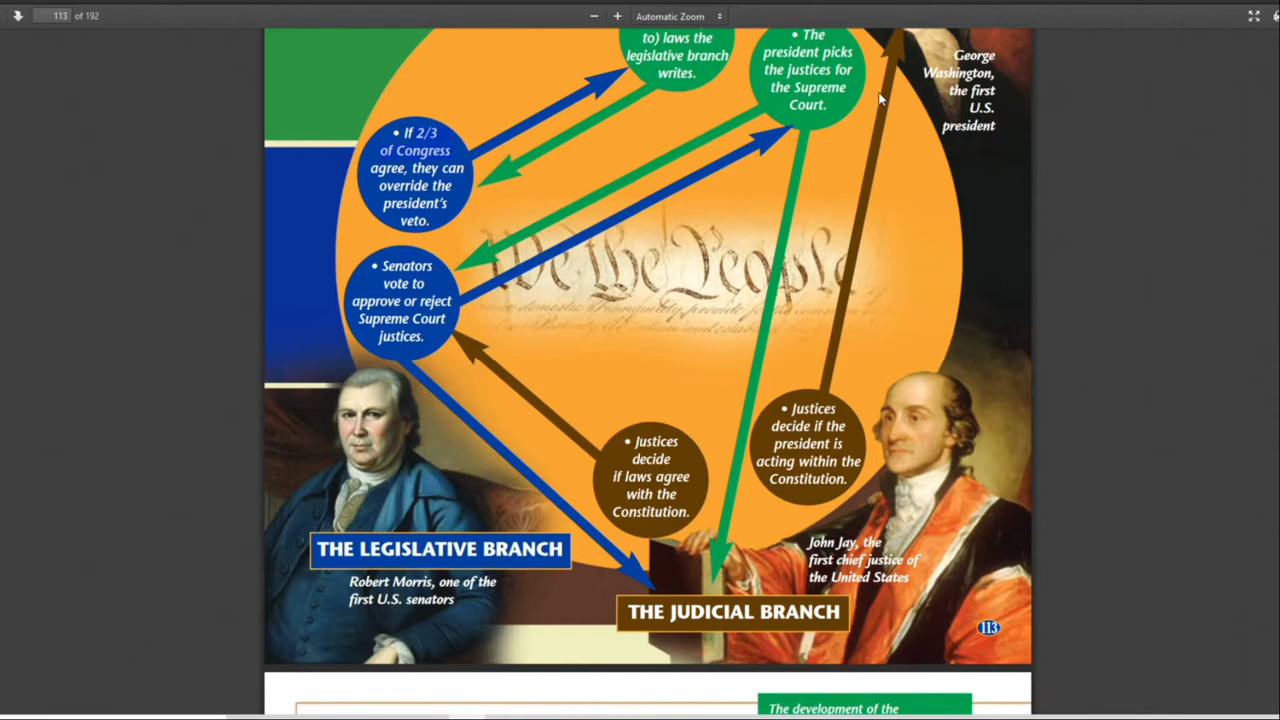 113 of 192
Automatic Zoom
to) laws the
legislative branch
writes.
• The
president picks
the justices for
the Supreme
Court.
George
Washington,
the first
U.S.
president
• If 2/3
of Congress
agree, they can
override the
president's
veto.
• Senators
vote to
approve or reject
Supreme Court
justices.
We the People
• Justices
decide
if laws agree
with the
Constitution.
• Justices
decide if the
president is
acting within the
Constitution.
THE LEGISLATIVE BRANCH
Robert Morris, one of the
first U.S. senators
John Jay, the
first chief justice of
the United States
THE JUDICIAL BRANCH
113
The development of the